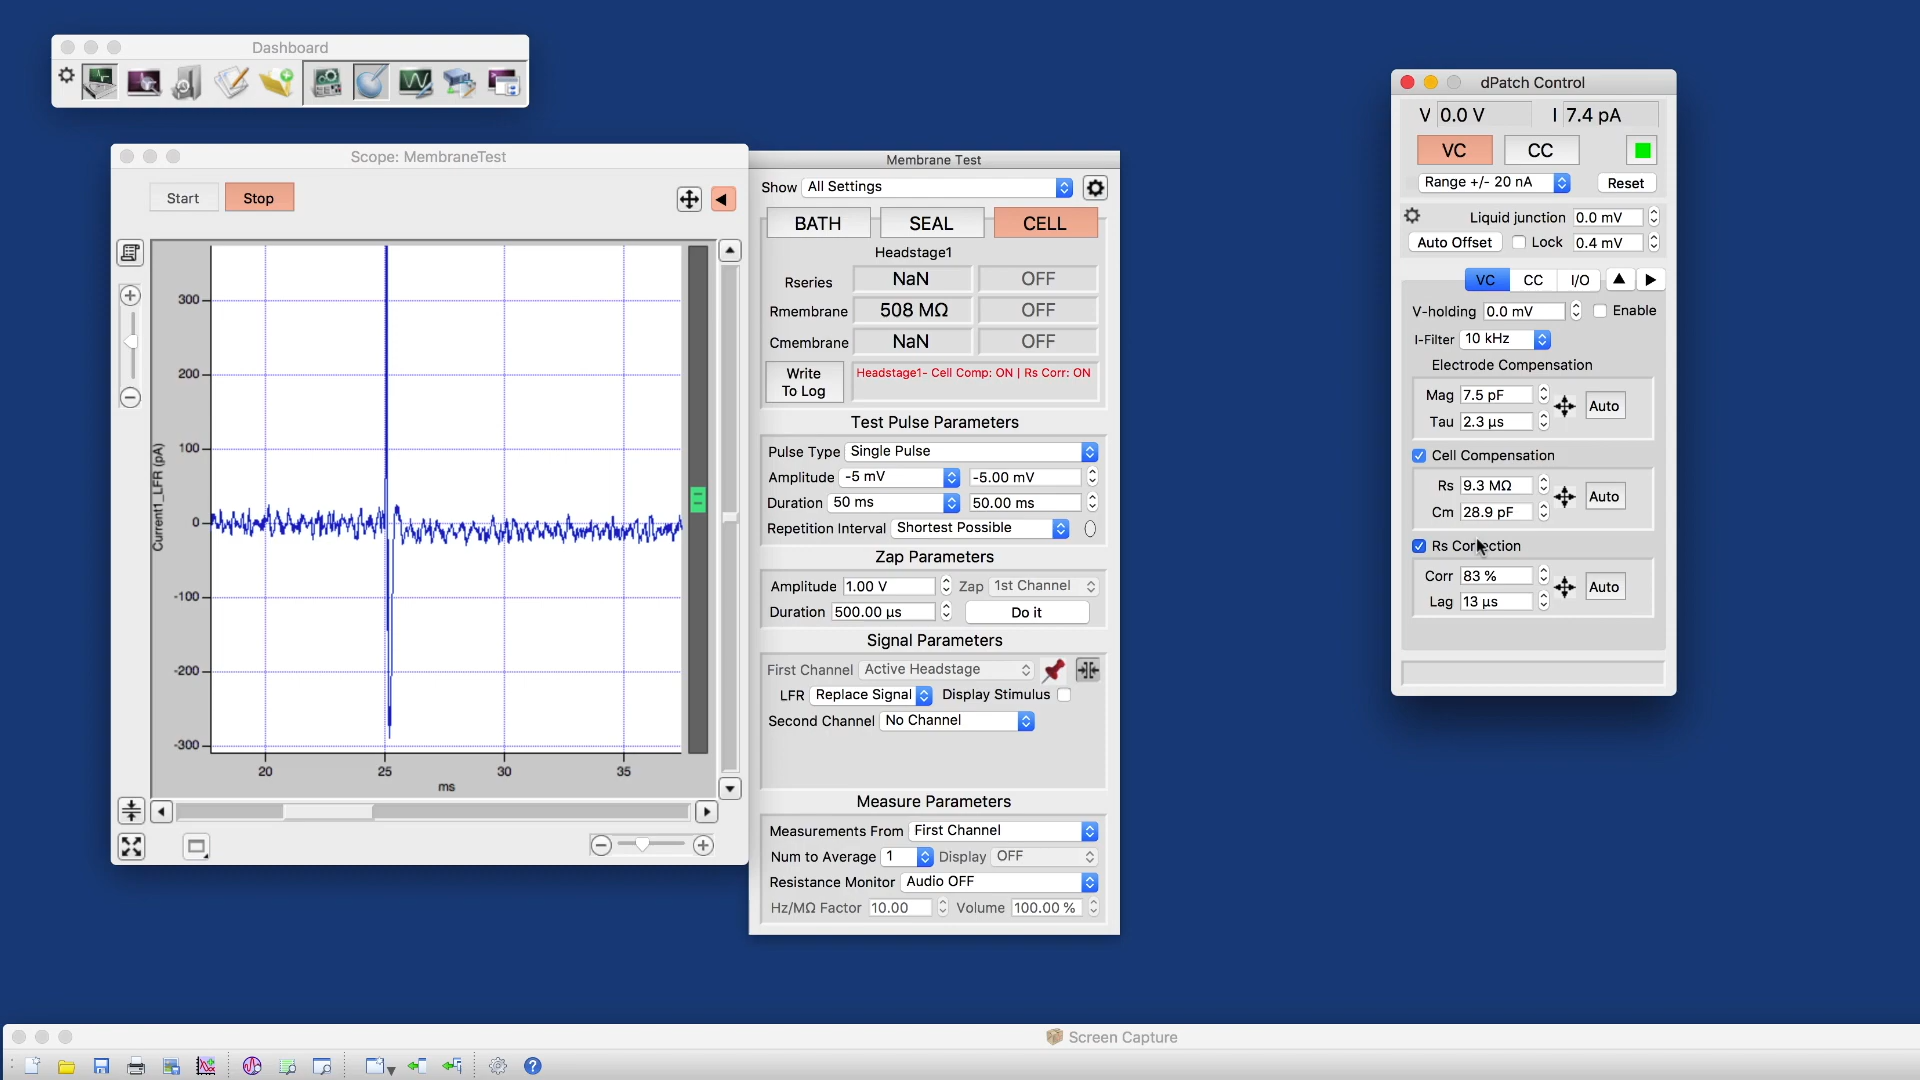 Dashboard
Scope: MembraneTest
Start
Stop
300
200
100
0
-100
-200
-300
Current1_LFR (pA)
20
25
30
35
ms
Membrane Test
Show All Settings
BATH
SEAL
CELL
Headstage1
Rseries NaN OFF
Rmembrane 508 MΩ OFF
Cmembrane NaN OFF
Write To Log
Headstage1- Cell Comp: ON | Rs Corr: ON
Test Pulse Parameters
Pulse Type Single Pulse
Amplitude -5 mV -5.00 mV
Duration 50 ms 50.00 ms
Repetition Interval Shortest Possible
Zap Parameters
Amplitude 1.00 V Zap 1st Channel
Duration 500.00 µs Do it
Signal Parameters
First Channel Active Headstage
LFR Replace Signal Display Stimulus
Second Channel No Channel
Measure Parameters
Measurements From First Channel
Num to Average 1 Display OFF
Resistance Monitor Audio OFF
Hz/MΩ Factor 10.00 Volume 100.00 %
dPatch Control
V 0.0 V I 7.4 pA
VC CC
Range +/- 20 nA Reset
Liquid junction 0.0 mV
Auto Offset Lock 0.4 mV
VC CC I/O
V-holding 0.0 mV Enable
I-Filter 10 kHz
Electrode Compensation
Mag 7.5 pF
Auto
Tau 2.3 µs
Cell Compensation
Rs 9.3 MΩ
Auto
Cm 28.9 pF
Rs Correction
Corr 83 %
Auto
Lag 13 µs
Screen Capture